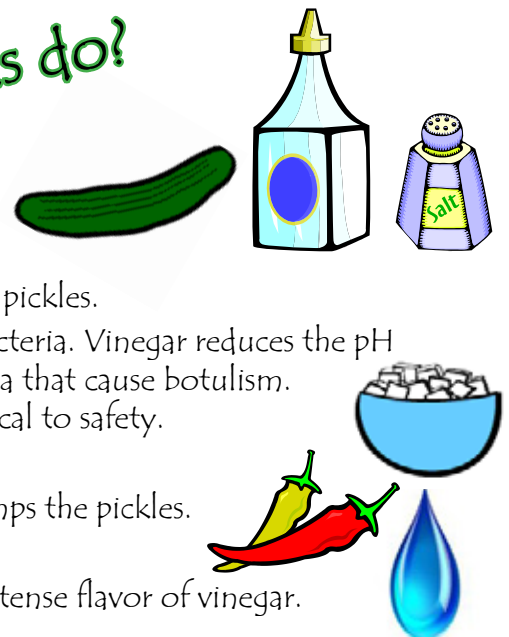 s do?
Salt
pickles.
cteria. Vinegar reduces the pH
a that cause botulism.
cal to safety.
nps the pickles.
tense flavor of vinegar.